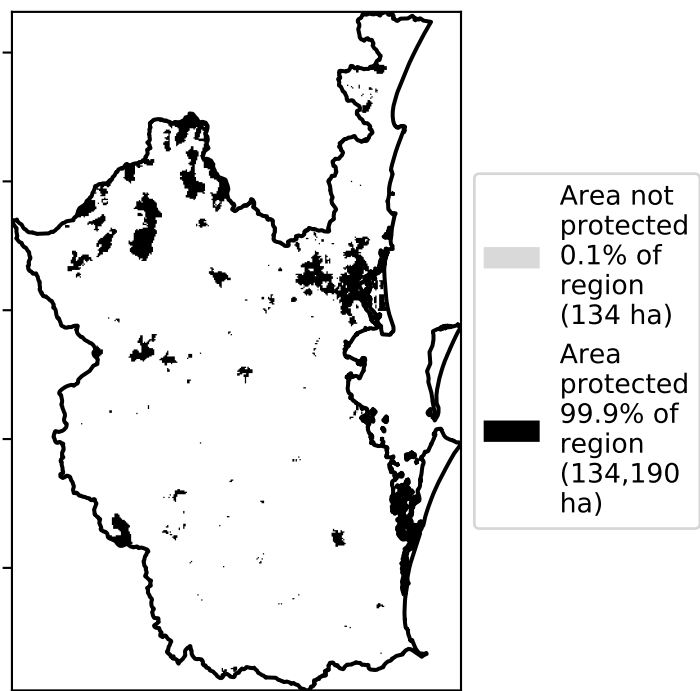 Area not
protected
0.1% of
region
(134 ha)
Area
protected
99.9% of
region
(134,190
ha)